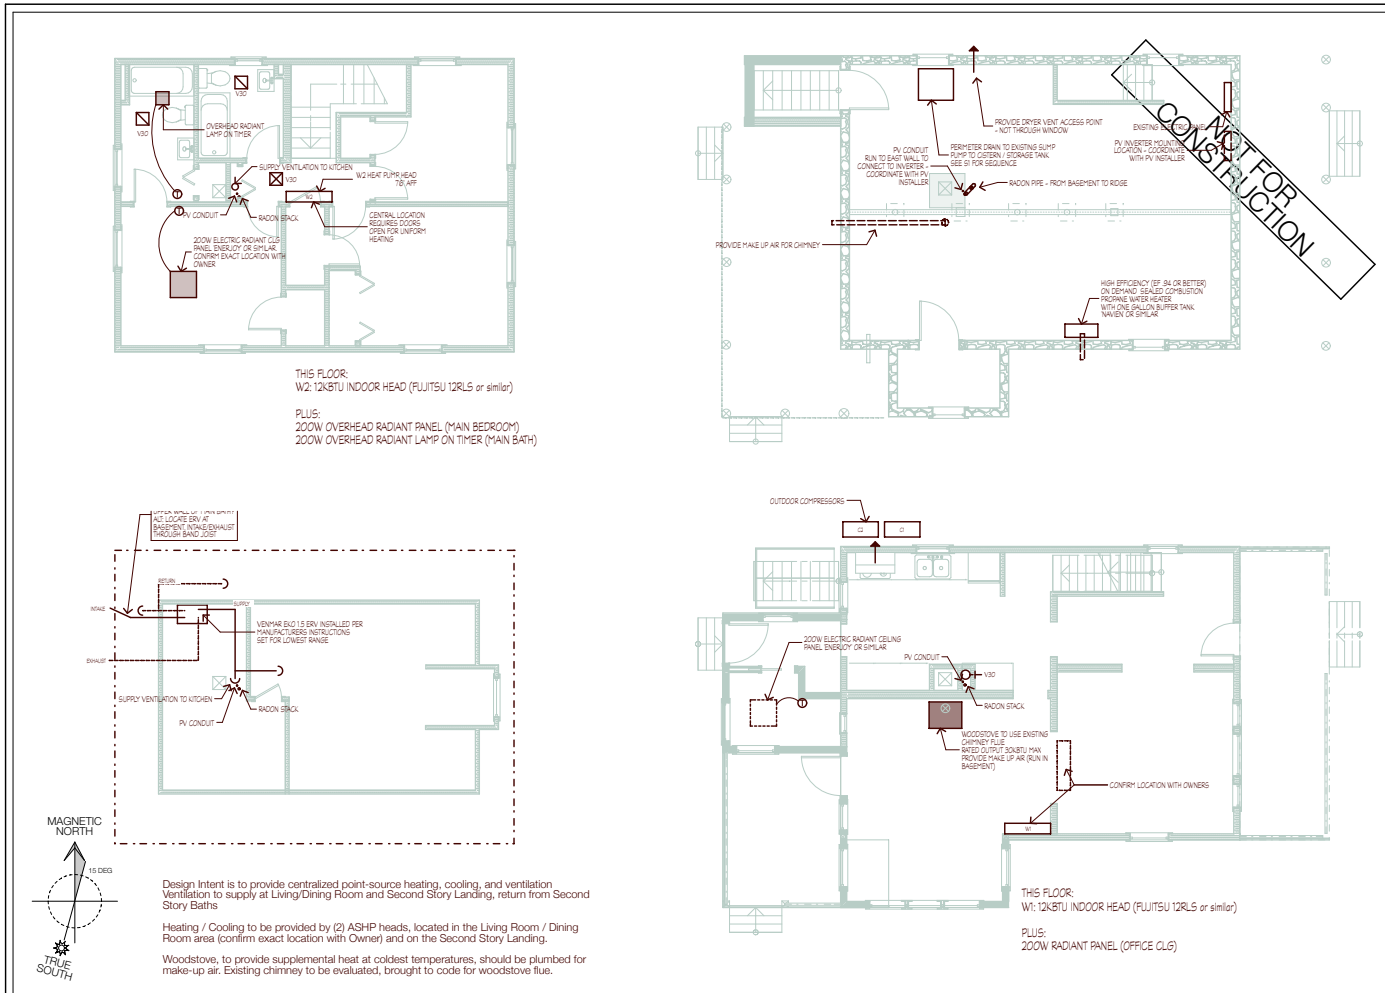 V30
V30
OVERHEAD RADIANT
LAMP ON TIMER
SUPPLY VENTILATION TO KITCHEN
V30
W2 HEAT PUMP HEAD
7'6" AFF
W2
PV CONDUIT
RADON STACK
CENTRAL LOCATION
REQUIRES DOORS
OPEN FOR UNIFORM
HEATING
200W ELECTRIC RADIANT CLG
PANEL 'ENERJOY' OR SIMILAR.
CONFIRM EXACT LOCATION WITH
OWNER
THIS FLOOR:
W2: 12KBTU INDOOR HEAD (FUJITSU 12RLS or similar)
PLUS:
200W OVERHEAD RADIANT PANEL (MAIN BEDROOM)
200W OVERHEAD RADIANT LAMP ON TIMER (MAIN BATH)
PROVIDE DRYER VENT ACCESS POINT
- NOT THROUGH WINDOW
EXISTING ELECTRIC PANEL
PV INVERTER MOUNTING
LOCATION - COORDINATE
WITH PV INSTALLER
NOT FOR
CONSTRUCTION
PERIMETER DRAIN TO EXISTING SUMP
PUMP TO CISTERN / STORAGE TANK.
SEE S1 FOR SEQUENCE
PV CONDUIT
RUN TO EAST WALL TO
CONNECT TO INVERTER -
COORDINATE WITH PV
INSTALLER
RADON PIPE - FROM BASEMENT TO RIDGE
PROVIDE MAKE UP AIR FOR CHIMNEY
HIGH EFFICIENCY (EF .94 OR BETTER)
ON DEMAND SEALED COMBUSTION
PROPANE WATER HEATER
WITH ONE GALLON BUFFER TANK
'NAVIEN' OR SIMILAR
UPPER WALL OF MAIN BATH
ALT: LOCATE ERV AT
BASEMENT, INTAKE/EXHAUST
THROUGH BAND JOIST
RETURN
INTAKE
SUPPLY
EXHAUST
VENMAR EKO 1.5 ERV INSTALLED PER
MANUFACTURERS INSTRUCTIONS
SET FOR LOWEST RANGE
SUPPLY VENTILATION TO KITCHEN
RADON STACK
PV CONDUIT
MAGNETIC
NORTH
15 DEG
TRUE
SOUTH
Design Intent is to provide centralized point-source heating, cooling, and ventilation
Ventilation to supply at Living/Dining Room and Second Story Landing, return from Second
Story Baths
Heating / Cooling to be provided by (2) ASHP heads, located in the Living Room / Dining
Room area (confirm exact location with Owner) and on the Second Story Landing.
Woodstove, to provide supplemental heat at coldest temperatures, should be plumbed for
make-up air. Existing chimney to be evaluated, brought to code for woodstove flue.
OUTDOOR COMPRESSORS
200W ELECTRIC RADIANT CEILING
PANEL 'ENERJOY' OR SIMILAR
PV CONDUIT
V30
RADON STACK
WOODSTOVE TO USE EXISTING
CHIMNEY FLUE
RATED OUTPUT 30KBTU MAX
PROVIDE MAKE UP AIR (RUN IN
BASEMENT)
CONFIRM LOCATION WITH OWNERS
W1
THIS FLOOR:
W1: 12KBTU INDOOR HEAD (FUJITSU 12RLS or similar)
PLUS:
200W RADIANT PANEL (OFFICE CLG)